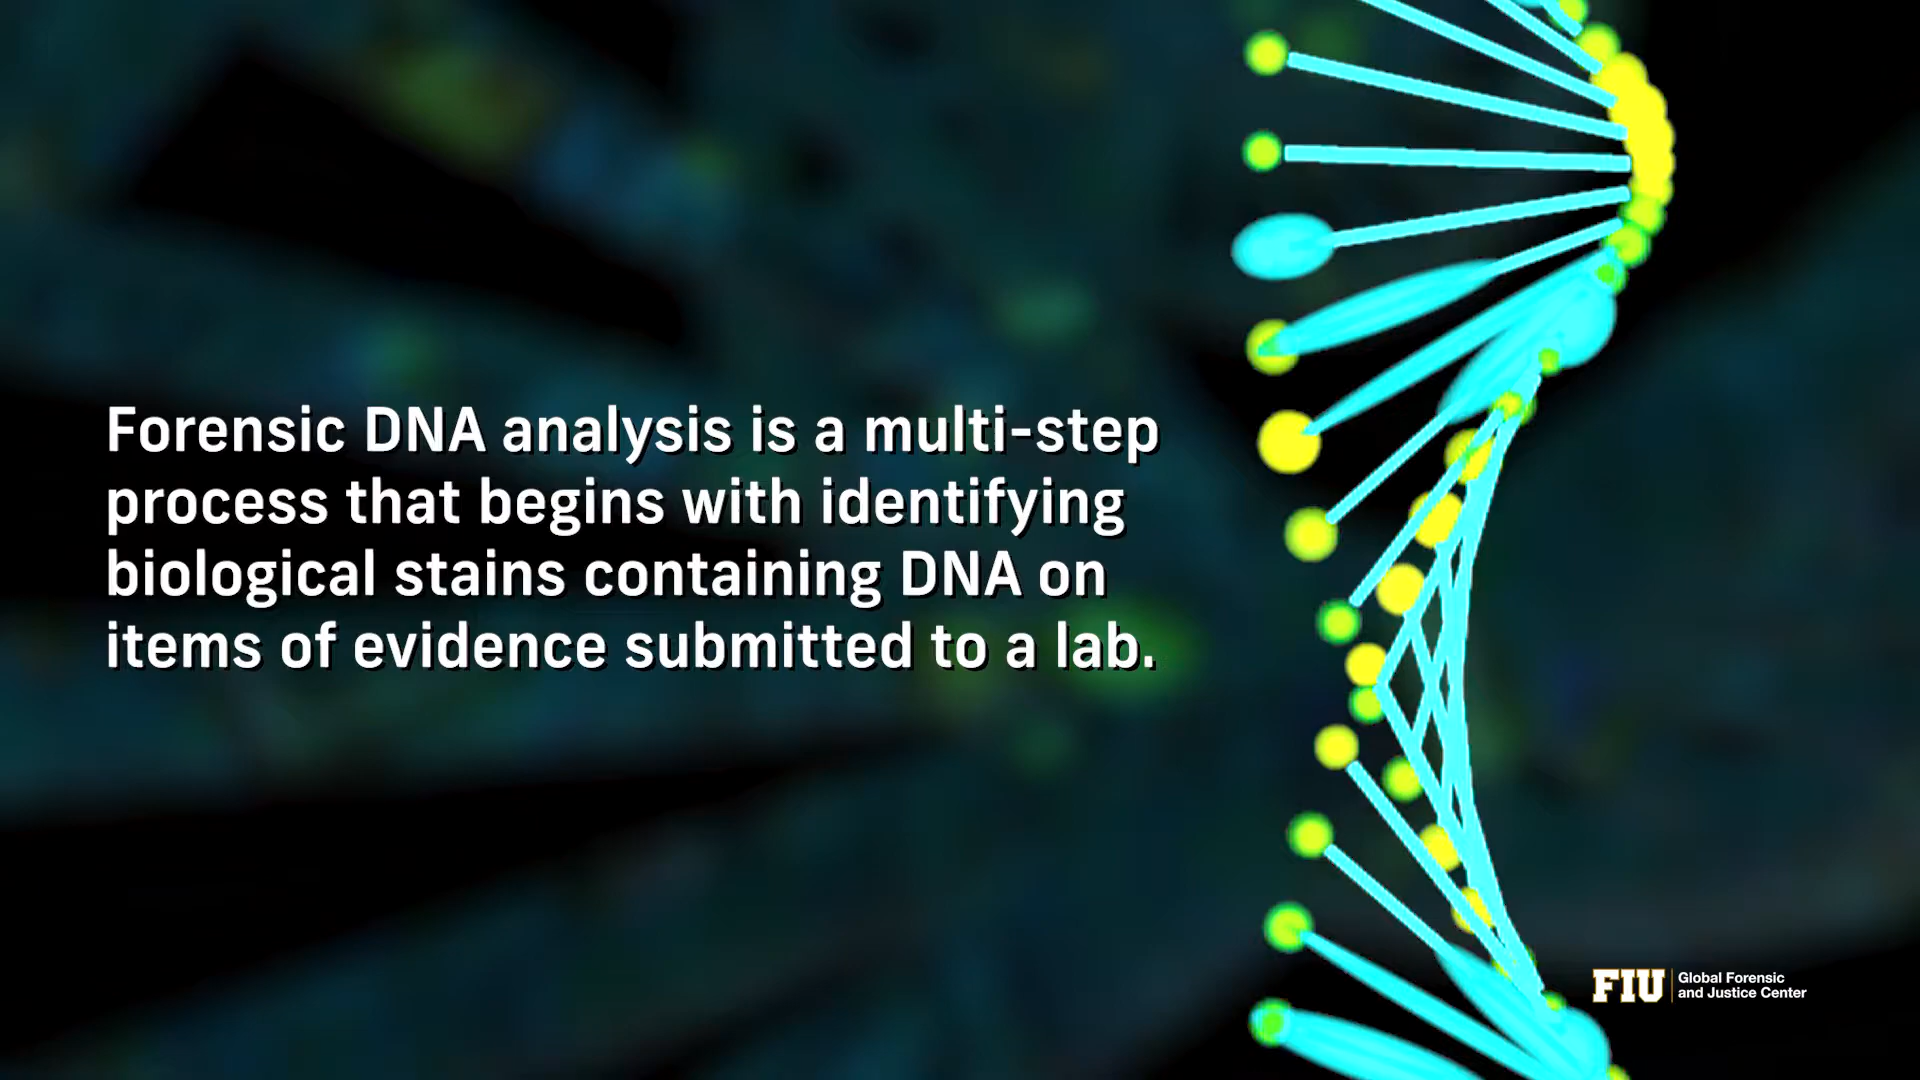 Forensic DNA analysis is a multi-step
process that begins with identifying
biological stains containing DNA on
items of evidence submitted to a lab.
FIU
Global Forensic
and Justice Center